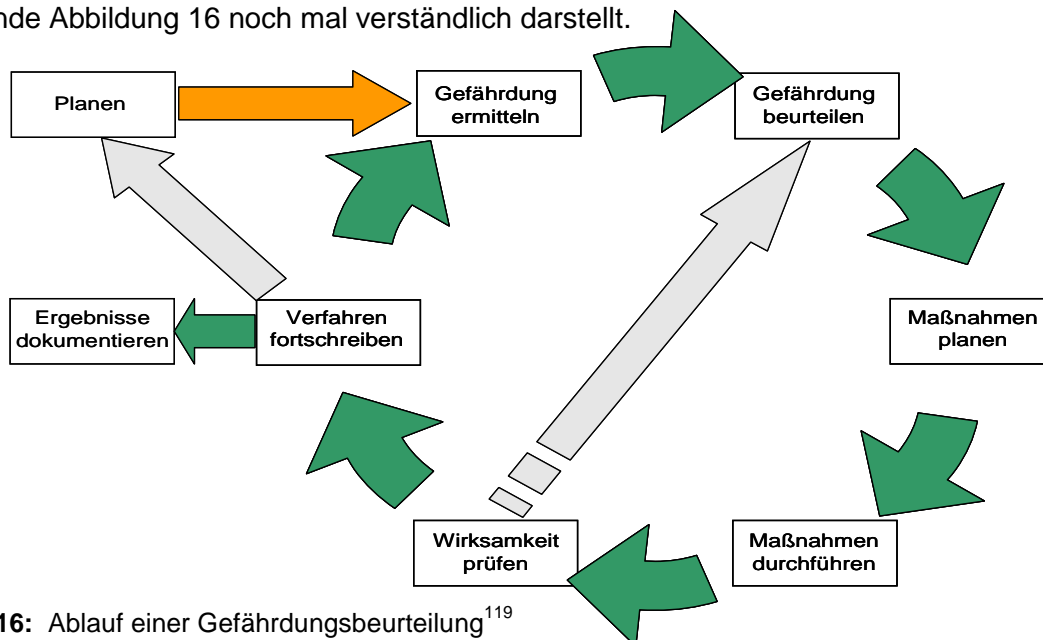 nde Abbildung 16 noch mal verständlich darstellt.
Planen
Gefährdung
ermitteln
Gefährdung
beurteilen
Ergebnisse
dokumentieren
Verfahren
fortschreiben
Maßnahmen
planen
Wirksamkeit
prüfen
Maßnahmen
durchführen
16: Ablauf einer Gefährdungsbeurteilung119